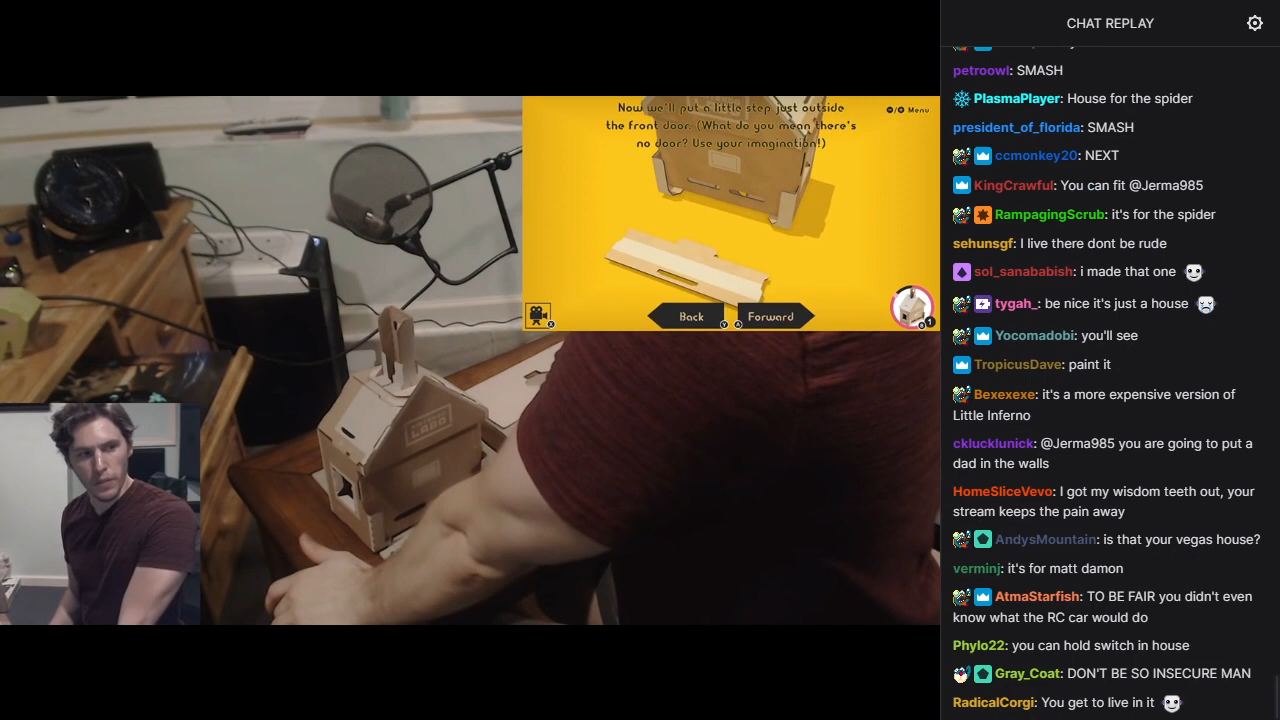 CHAT REPLAY
petroowl: SMASH
PlasmaPlayer: House for the spider
president_of_florida: SMASH
ccmonkey20: NEXT
KingCrawful: You can fit @Jerma985
RampagingScrub: it's for the spider
sehunsgf: I live there dont be rude
sol_sanababish: i made that one
tygah_: be nice it's just a house
Yocomadobi: you'll see
TropicusDave: paint it
Bexexexe: it's a more expensive version of
Little Inferno
cklucklunick: @Jerma985 you are going to put a
dad in the walls
HomeSliceVevo: I got my wisdom teeth out, your
stream keeps the pain away
AndysMountain: is that your vegas house?
verminj: it's for matt damon
AtmaStarfish: TO BE FAIR you didn't even
know what the RC car would do
Phylo22: you can hold switch in house
Gray_Coat: DON'T BE SO INSECURE MAN
RadicalCorgi: You get to live in it
Now we'll put a little step just outside
the front door. (What do you mean there's
no door? Use your imagination!)
Menu
Back
Y
A
Forward
X
LABO